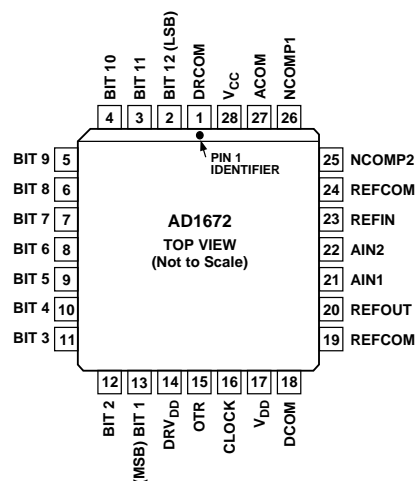 BIT 10
BIT 11
BIT 12 (LSB)
DRCOM
VCC
ACOM
NCOMP1
4 3 2 1 28 27 26
PIN 1
IDENTIFIER
BIT 9 5
BIT 8 6
BIT 7 7
BIT 6 8
BIT 5 9
BIT 4 10
BIT 3 11
AD1672
TOP VIEW
(Not to Scale)
25 NCOMP2
24 REFCOM
23 REFIN
22 AIN2
21 AIN1
20 REFOUT
19 REFCOM
12 13 14 15 16 17 18
BIT 2
(MSB) BIT 1
DRVDD
OTR
CLOCK
VDD
DCOM